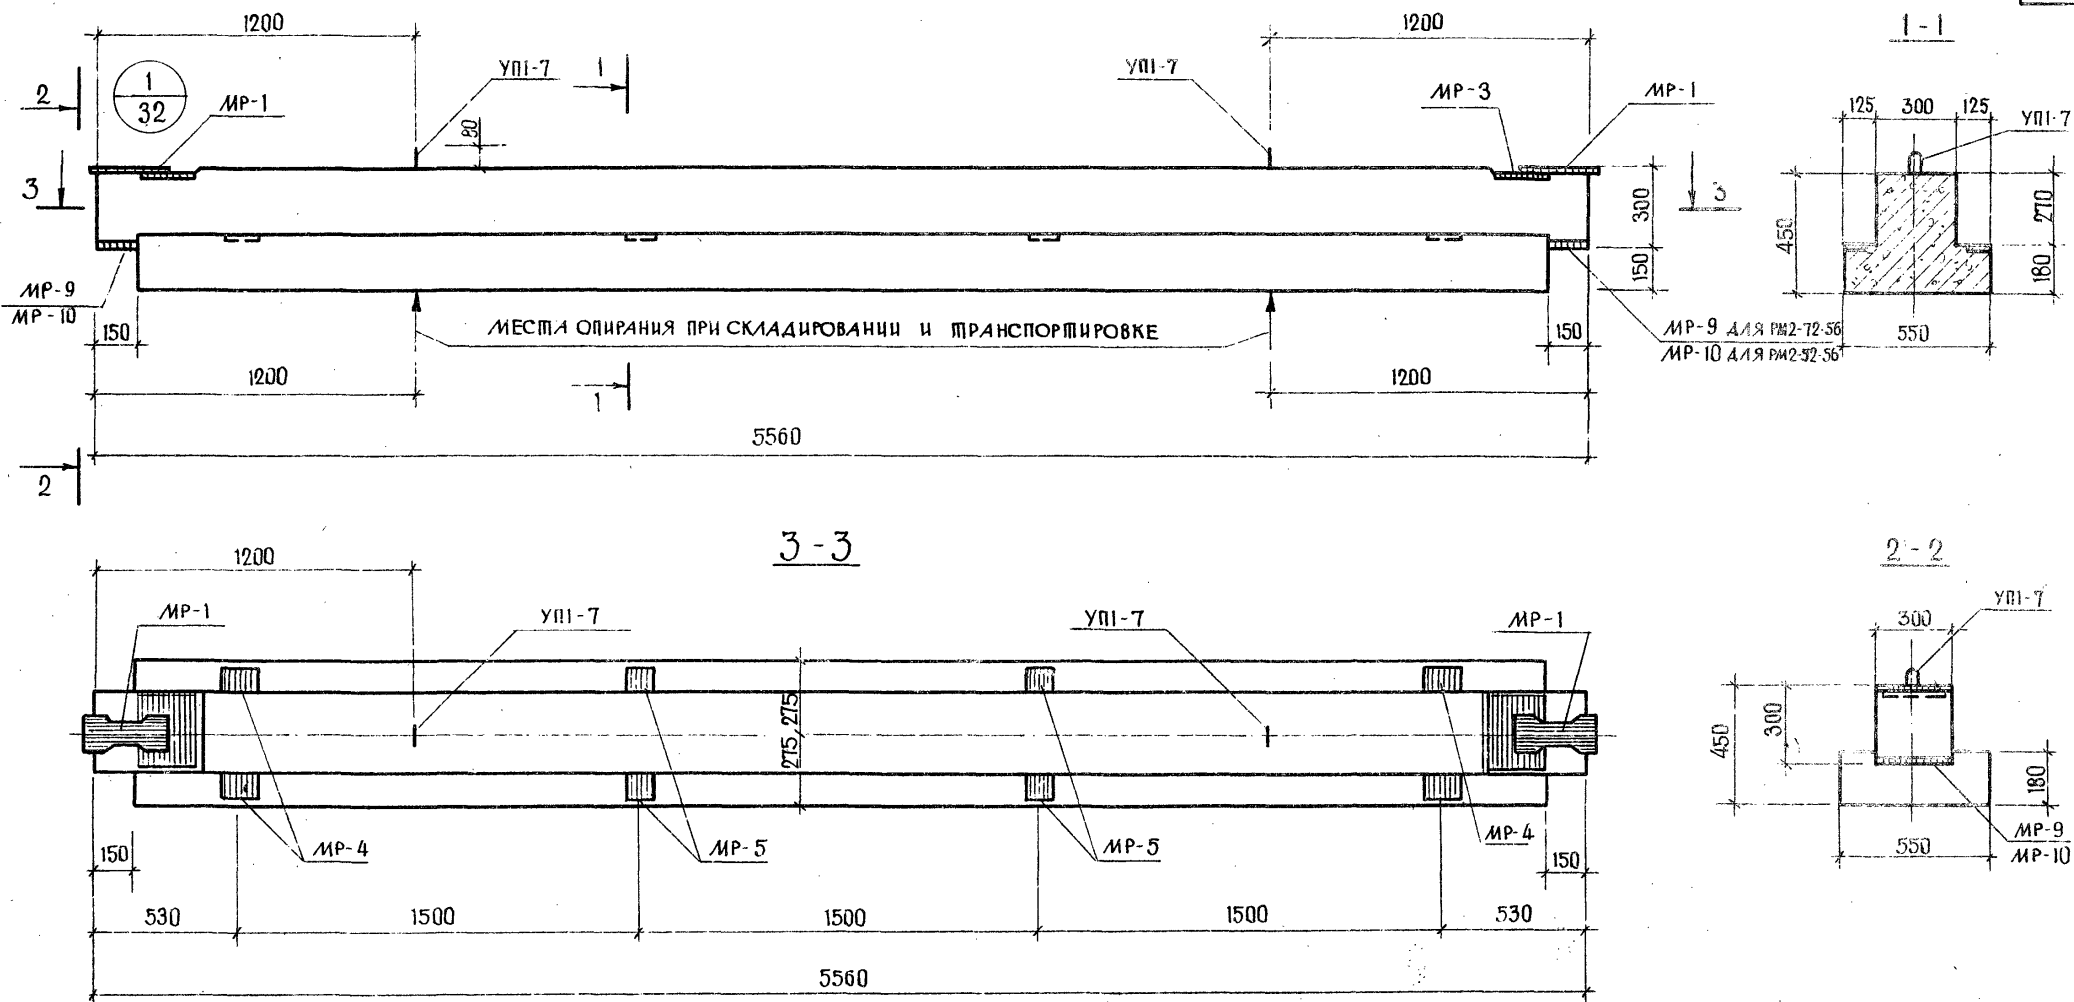 1200
1200
1-1
УП1-7
1
УП1-7
МР-3
МР-1
2
1
32
МР-1
80
125
300
125
УП1-7
3
300
3
450
270
МР-9
МР-10
150
180
150
МЕСТА ОПИРАНИЯ ПРИ СКЛАДИРОВАНИИ И ТРАНСПОРТИРОВКЕ
150
МР-9 ДЛЯ РМ2-72-56
МР-10 ДЛЯ РМ2-52-56
550
1200
1
1200
5560
2
3-3
2-2
1200
МР-1
УП1-7
УП1-7
МР-1
300
УП1-7
275, 275
450
300
180
150
МР-4
МР-5
МР-5
МР-4
150
МР-9
МР-10
550
530
1500
1500
1500
530
5560